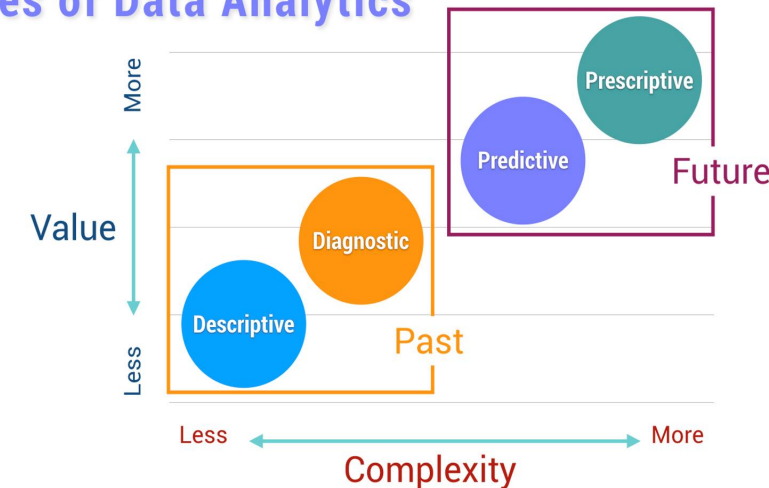 es of Data Analytics
More
Prescriptive
Predictive
Future
Value
Diagnostic
Descriptive
Past
Less
Less
More
Complexity